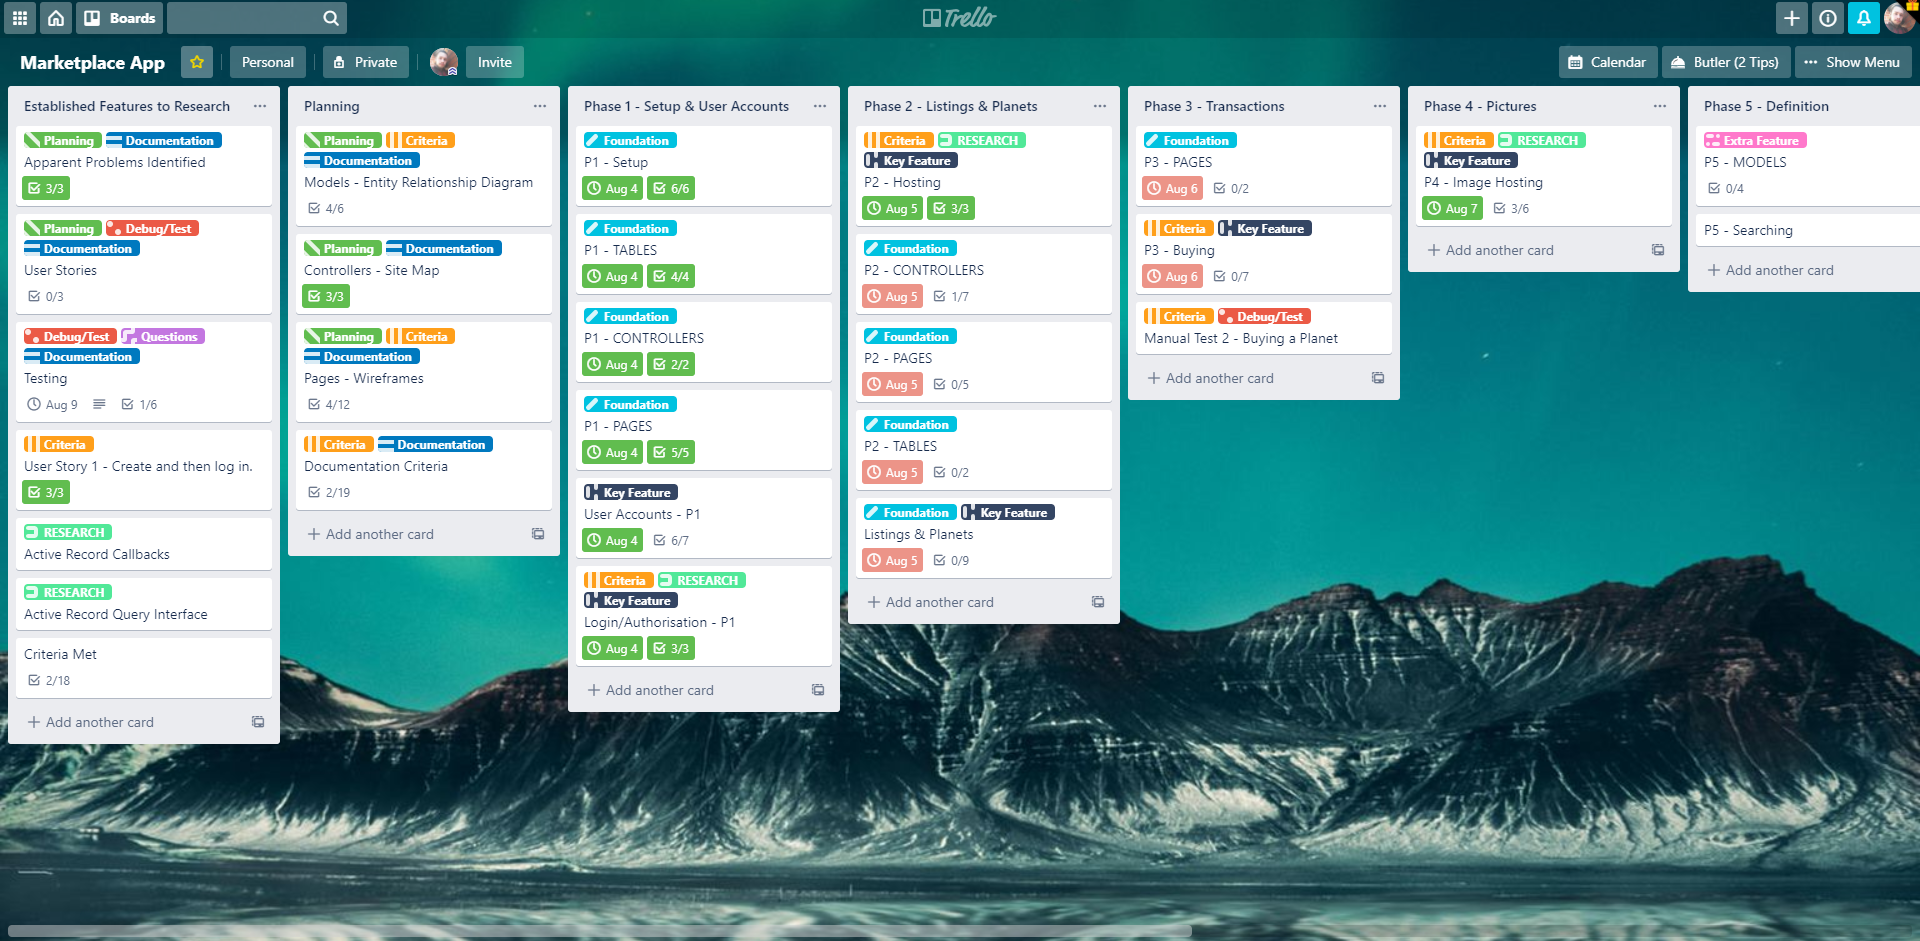 Boards
Trello
Marketplace App
Personal
Private
Invite
Calendar
Butler (2 Tips)
Show Menu
Established Features to Research
Planning Documentation
Apparent Problems Identified
3/3
Planning Debug/Test
Documentation
User Stories
0/3
Debug/Test Questions
Documentation
Testing
Aug 9 1/6
Criteria
User Story 1 - Create and then log in.
3/3
RESEARCH
Active Record Callbacks
RESEARCH
Active Record Query Interface
Criteria Met
2/18
Add another card
Planning
Planning Criteria
Documentation
Models - Entity Relationship Diagram
4/6
Planning Documentation
Controllers - Site Map
3/3
Planning Criteria
Documentation
Pages - Wireframes
4/12
Criteria Documentation
Documentation Criteria
2/19
Add another card
Phase 1 - Setup & User Accounts
Foundation
P1 - Setup
Aug 4 6/6
Foundation
P1 - TABLES
Aug 4 4/4
Foundation
P1 - CONTROLLERS
Aug 4 2/2
Foundation
P1 - PAGES
Aug 4 5/5
Key Feature
User Accounts - P1
Aug 4 6/7
Criteria RESEARCH
Key Feature
Login/Authorisation - P1
Aug 4 3/3
Add another card
Phase 2 - Listings & Planets
Criteria RESEARCH
Key Feature
P2 - Hosting
Aug 5 3/3
Foundation
P2 - CONTROLLERS
Aug 5 1/7
Foundation
P2 - PAGES
Aug 5 0/5
Foundation
P2 - TABLES
Aug 5 0/2
Foundation Key Feature
Listings & Planets
Aug 5 0/9
Add another card
Phase 3 - Transactions
Foundation
P3 - PAGES
Aug 6 0/2
Criteria Key Feature
P3 - Buying
Aug 6 0/7
Criteria Debug/Test
Manual Test 2 - Buying a Planet
Add another card
Phase 4 - Pictures
Criteria RESEARCH
Key Feature
P4 - Image Hosting
Aug 7 3/6
Add another card
Phase 5 - Definition
Extra Feature
P5 - MODELS
0/4
P5 - Searching
Add another card